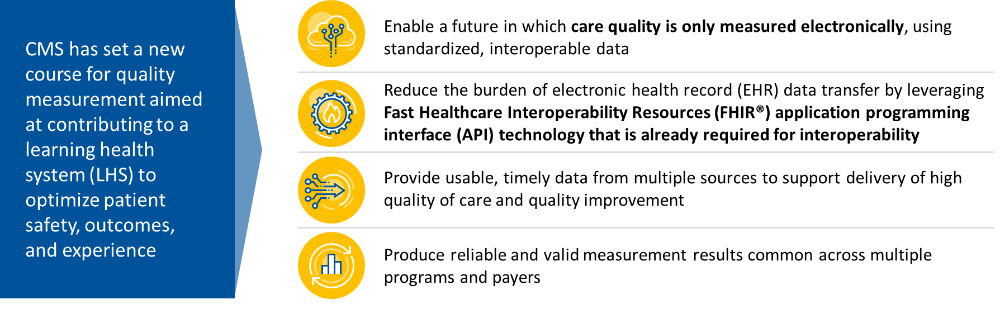 CMS has set a new
course for quality
measurement aimed
at contributing to a
learning health
system (LHS) to
optimize patient
safety, outcomes,
and experience
Enable a future in which care quality is only measured electronically, using
standardized, interoperable data
Reduce the burden of electronic health record (EHR) data transfer by leveraging
Fast Healthcare Interoperability Resources (FHIR®) application programming
interface (API) technology that is already required for interoperability
Provide usable, timely data from multiple sources to support delivery of high
quality of care and quality improvement
Produce reliable and valid measurement results common across multiple
programs and payers